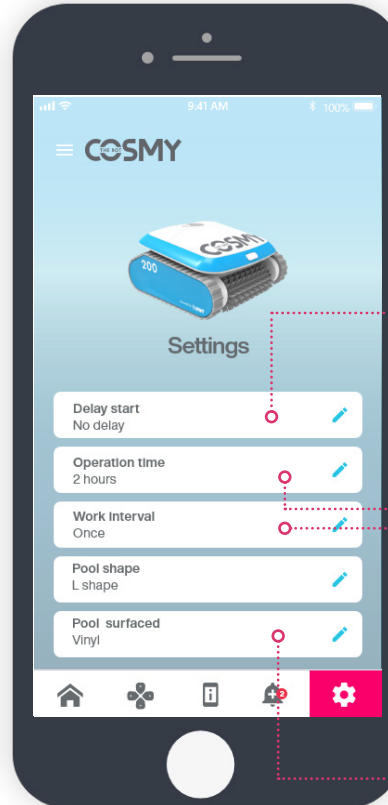 9:41 AM
100%
COSMY
THE BOT
COSMY
200
Settings
Delay start
No delay
Operation time
2 hours
Work interval
Once
Pool shape
L shape
Pool surfaced
Vinyl
2